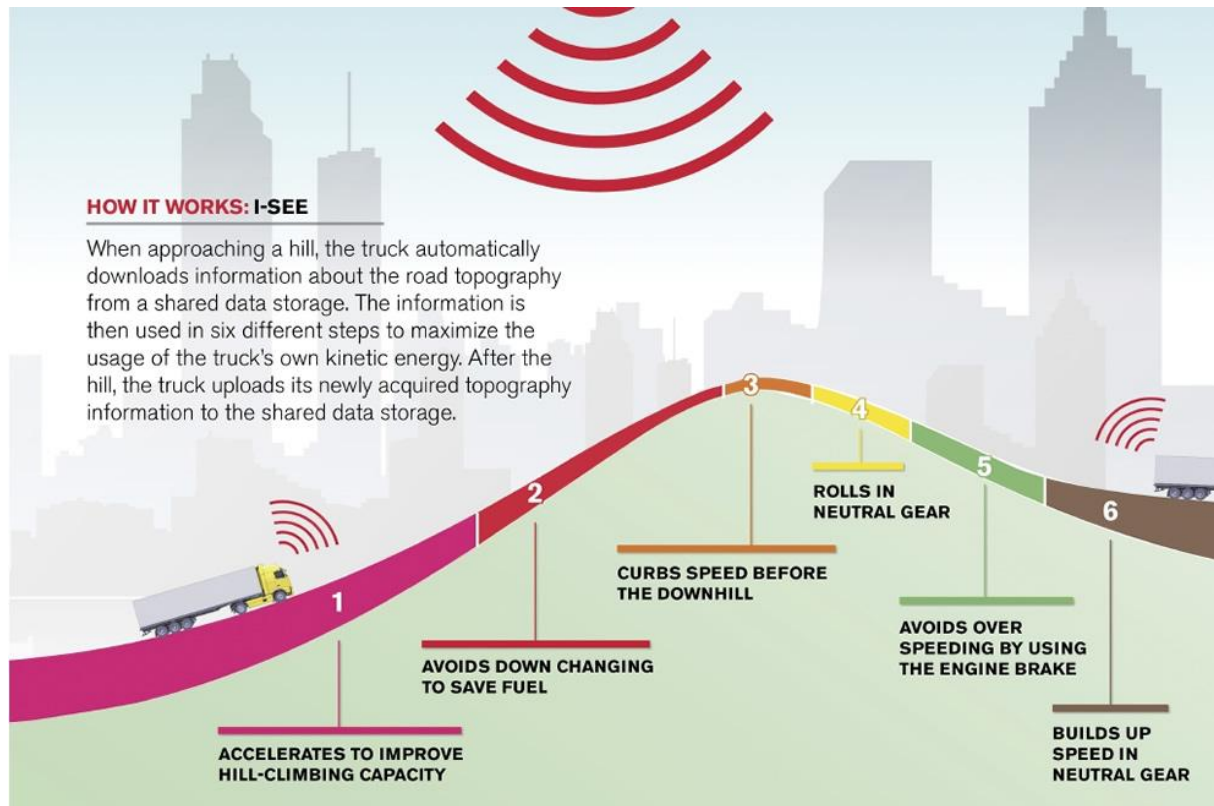 HOW IT WORKS: I-SEE
When approaching a hill, the truck automatically
downloads information about the road topography
from a shared data storage. The information is
then used in six different steps to maximize the
usage of the truck's own kinetic energy. After the
hill, the truck uploads its newly acquired topography
information to the shared data storage.
1
ACCELERATES TO IMPROVE
HILL-CLIMBING CAPACITY
2
AVOIDS DOWN CHANGING
TO SAVE FUEL
3
CURBS SPEED BEFORE
THE DOWNHILL
4
ROLLS IN
NEUTRAL GEAR
5
AVOIDS OVER
SPEEDING BY USING
THE ENGINE BRAKE
6
BUILDS UP
SPEED IN
NEUTRAL GEAR